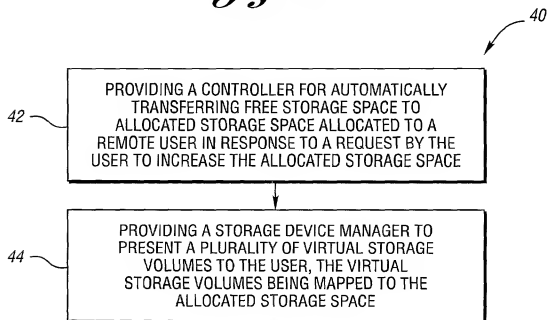 40
42
PROVIDING A CONTROLLER FOR AUTOMATICALLY
TRANSFERRING FREE STORAGE SPACE TO
ALLOCATED STORAGE SPACE ALLOCATED TO A
REMOTE USER IN RESPONSE TO A REQUEST BY THE
USER TO INCREASE THE ALLOCATED STORAGE SPACE
44
PROVIDING A STORAGE DEVICE MANAGER TO
PRESENT A PLURALITY OF VIRTUAL STORAGE
VOLUMES TO THE USER, THE VIRTUAL
STORAGE VOLUMES BEING MAPPED TO THE
ALLOCATED STORAGE SPACE